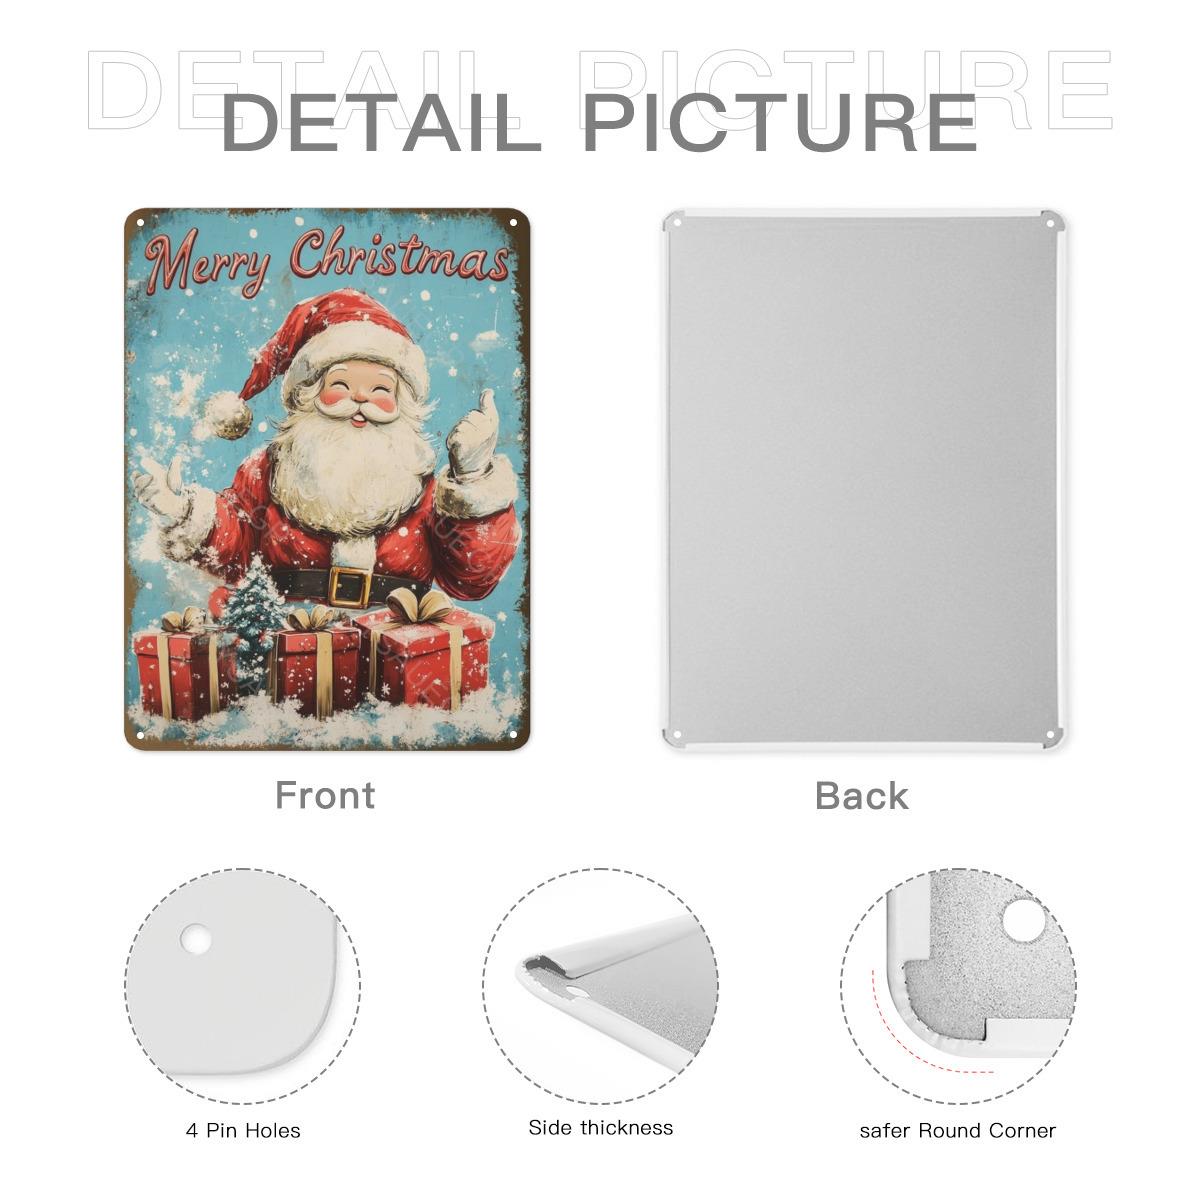 DETAIL PICTURE
DETAIL PICTURE
Merry Christmas
Front
Back
4 Pin Holes
Side thickness
safer Round Corner